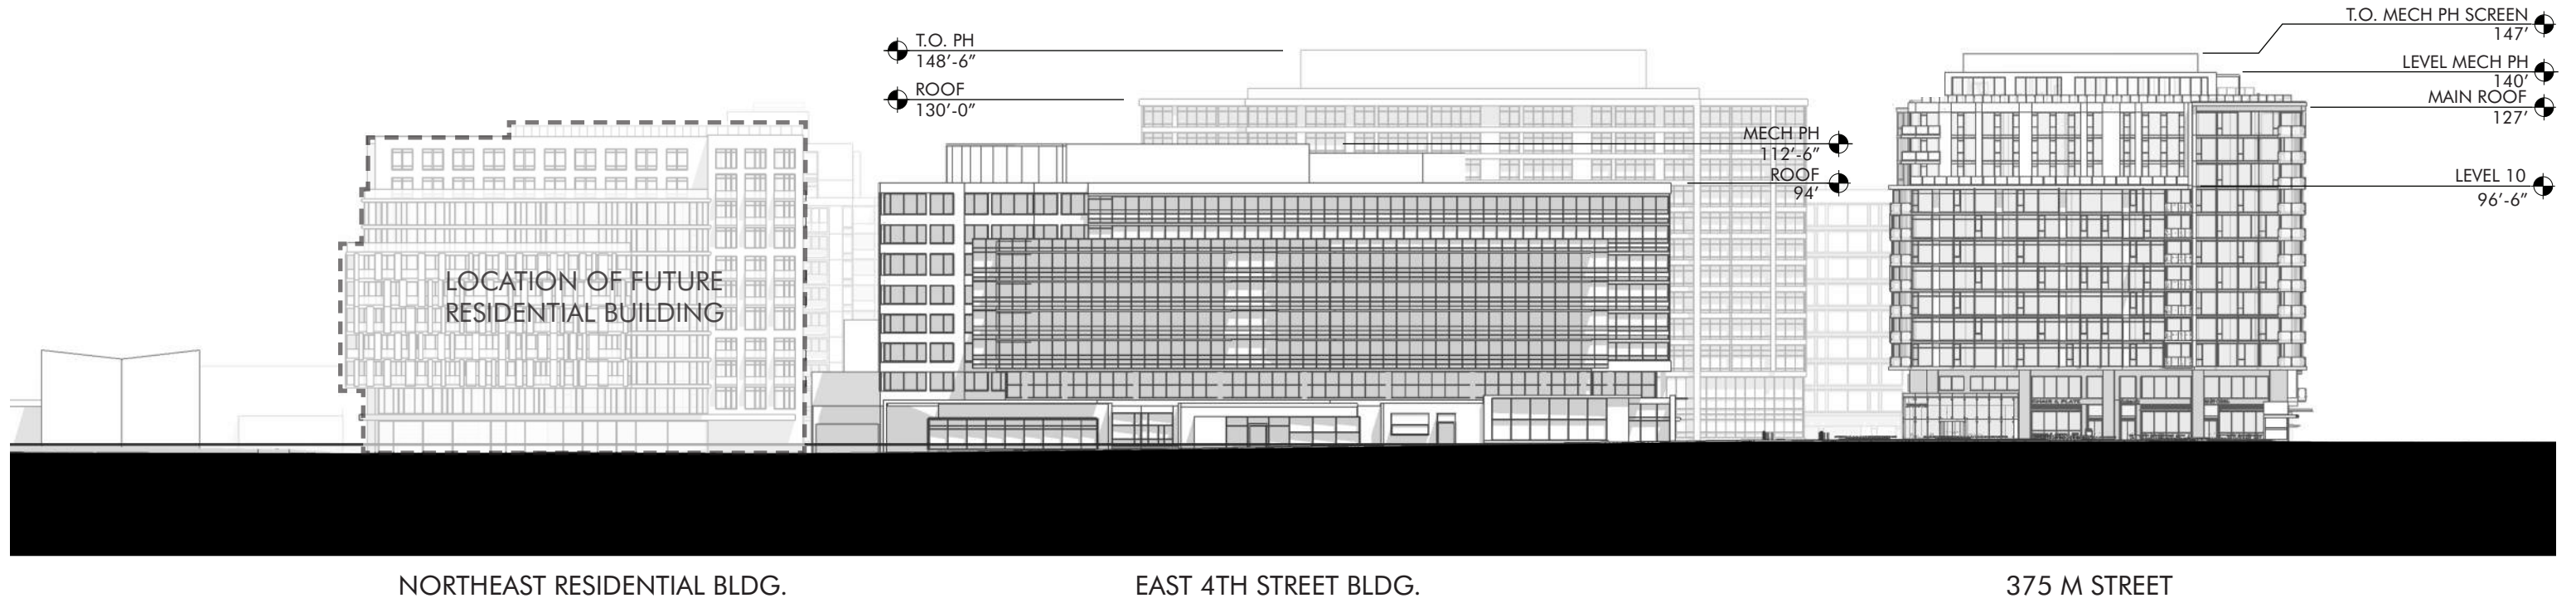 T.O. PH
148'-6"
ROOF
130'-0"
MECH PH
112'-6"
ROOF
94'
T.O. MECH PH SCREEN
147'
LEVEL MECH PH
140'
MAIN ROOF
127'
LEVEL 10
96'-6"
LOCATION OF FUTURE
RESIDENTIAL BUILDING
NORTHEAST RESIDENTIAL BLDG.
EAST 4TH STREET BLDG.
375 M STREET